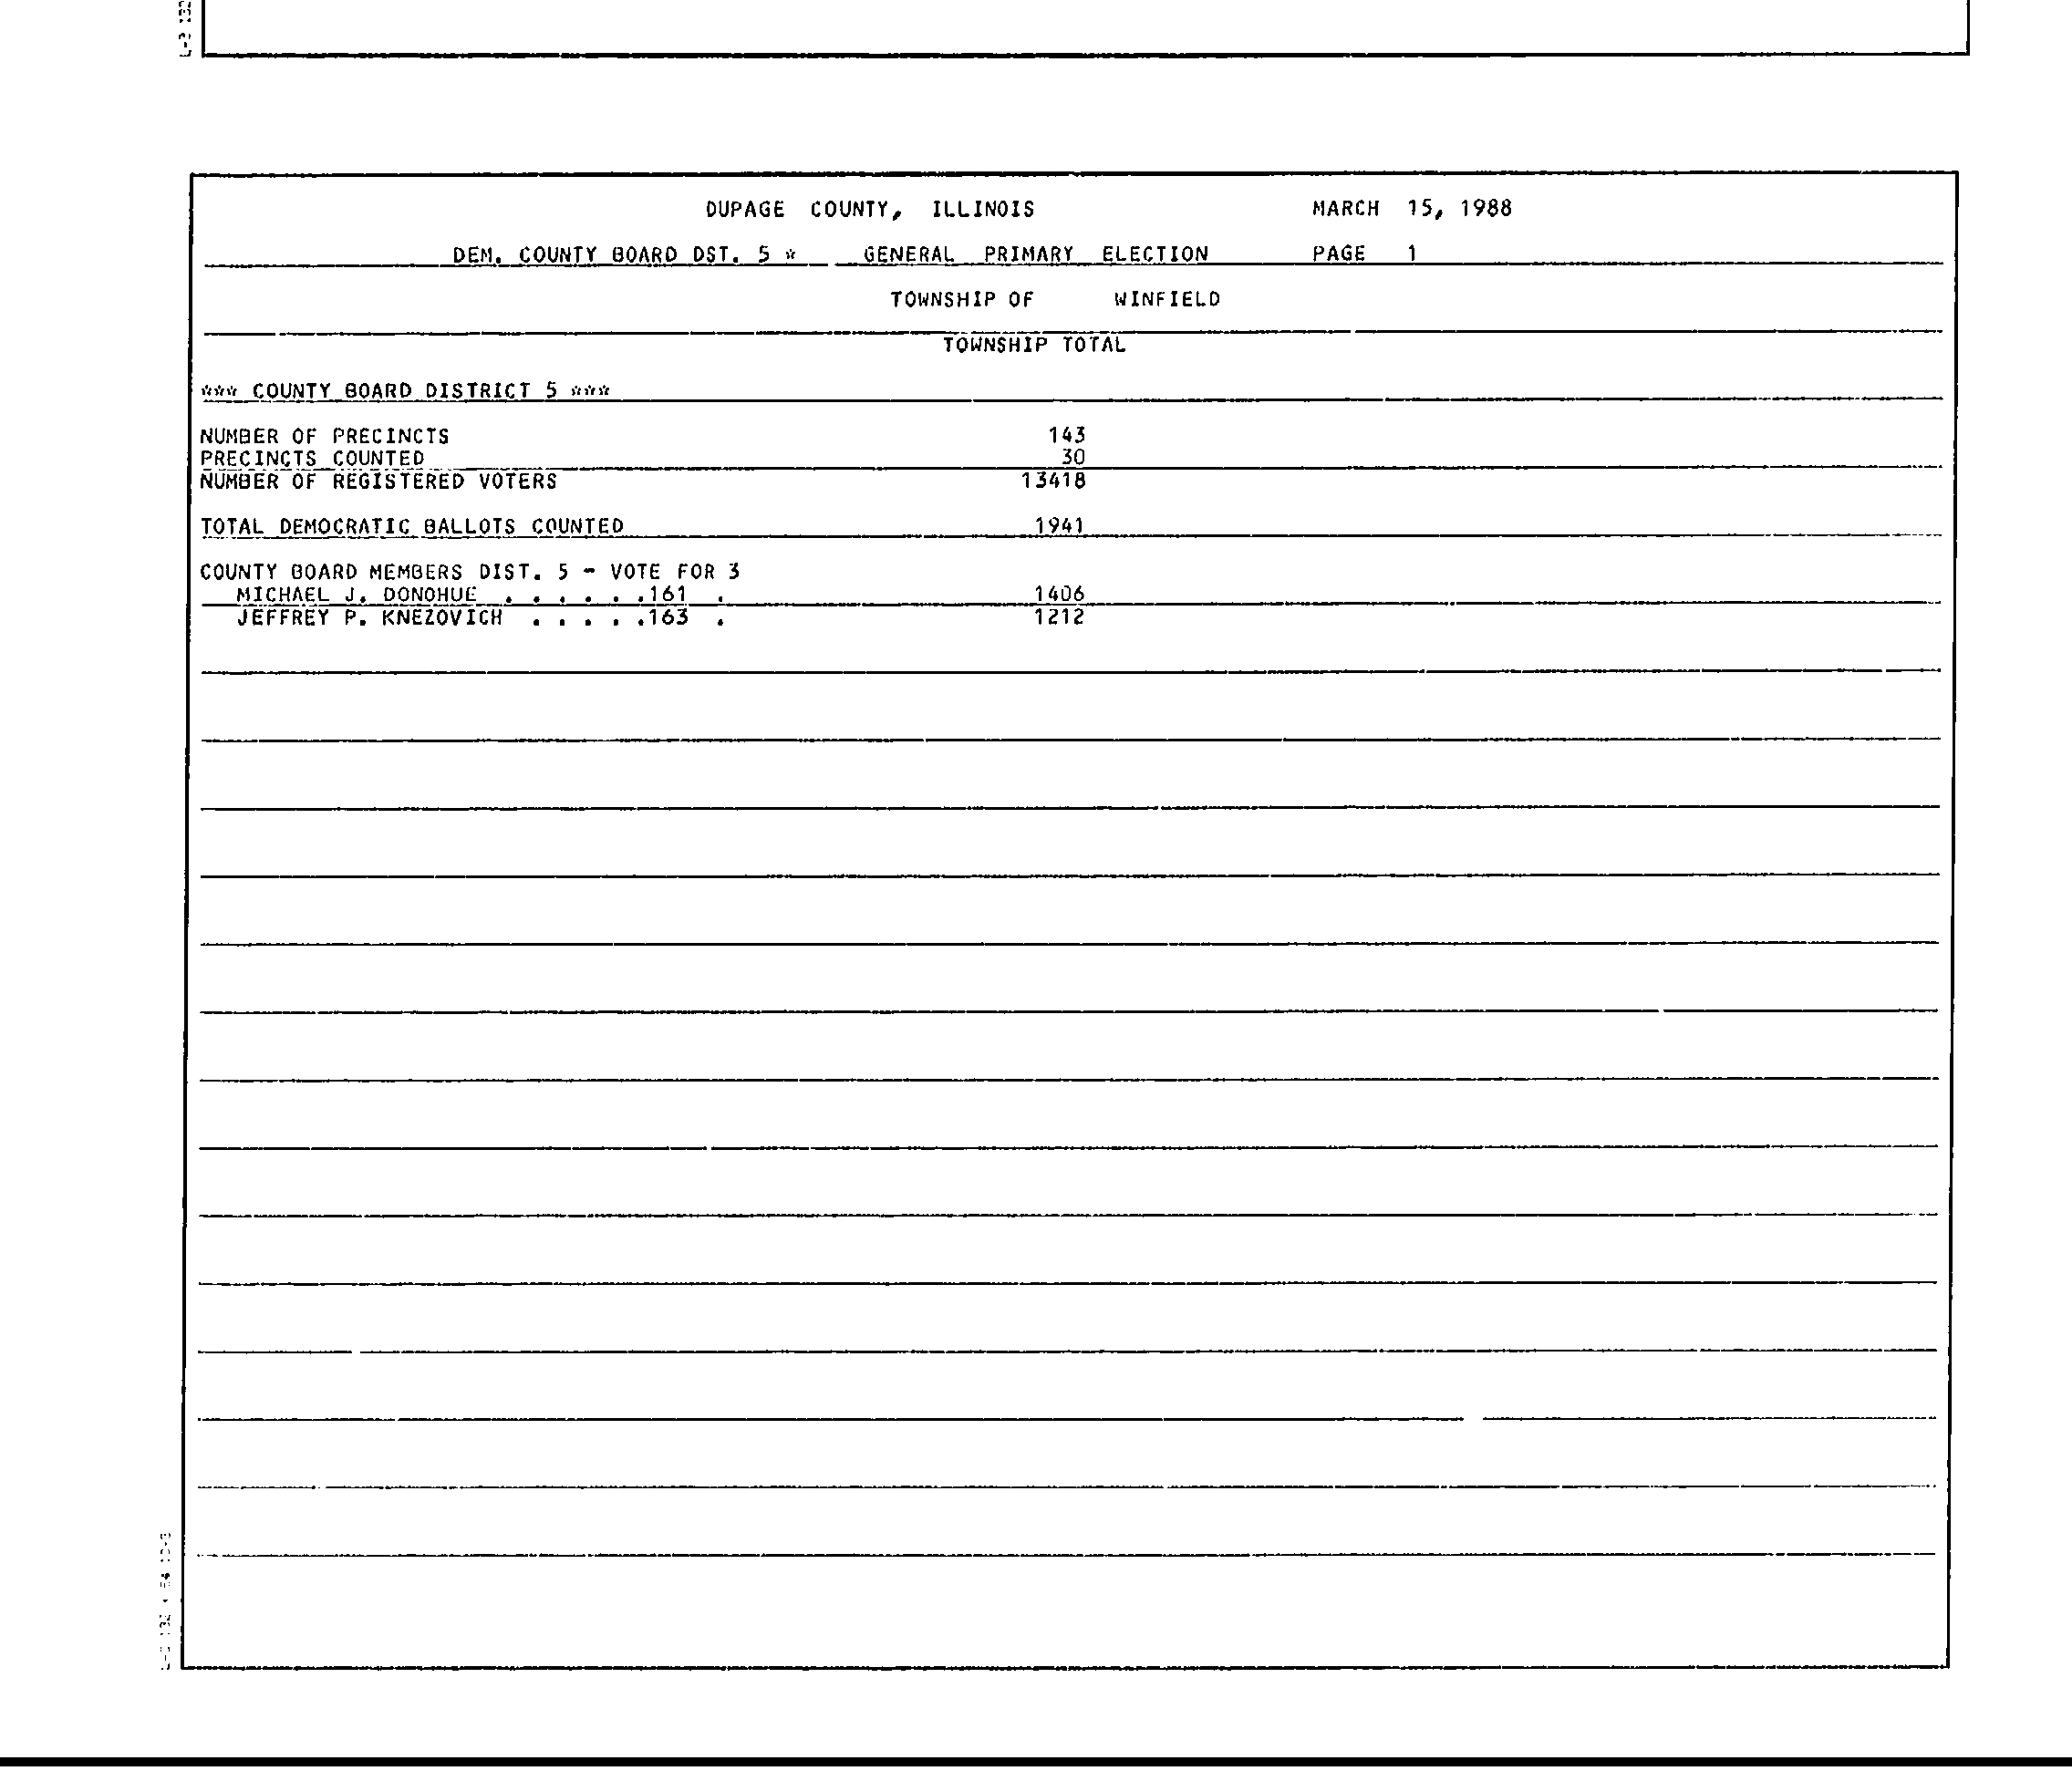 DUPAGE COUNTY, ILLINOIS MARCH 15, 1988
DEM. COUNTY BOARD DST. 5 * GENERAL PRIMARY ELECTION PAGE 1
TOWNSHIP OF WINFIELD
TOWNSHIP TOTAL
*** COUNTY BOARD DISTRICT 5 ***
NUMBER OF PRECINCTS 143
PRECINCTS COUNTED 30
NUMBER OF REGISTERED VOTERS 13418
TOTAL DEMOCRATIC BALLOTS COUNTED 1941
COUNTY BOARD MEMBERS DIST. 5 - VOTE FOR 3
MICHAEL J. DONOHUE . . . . . .161 . 1406
JEFFREY P. KNEZOVICH . . . . .163 . 1212